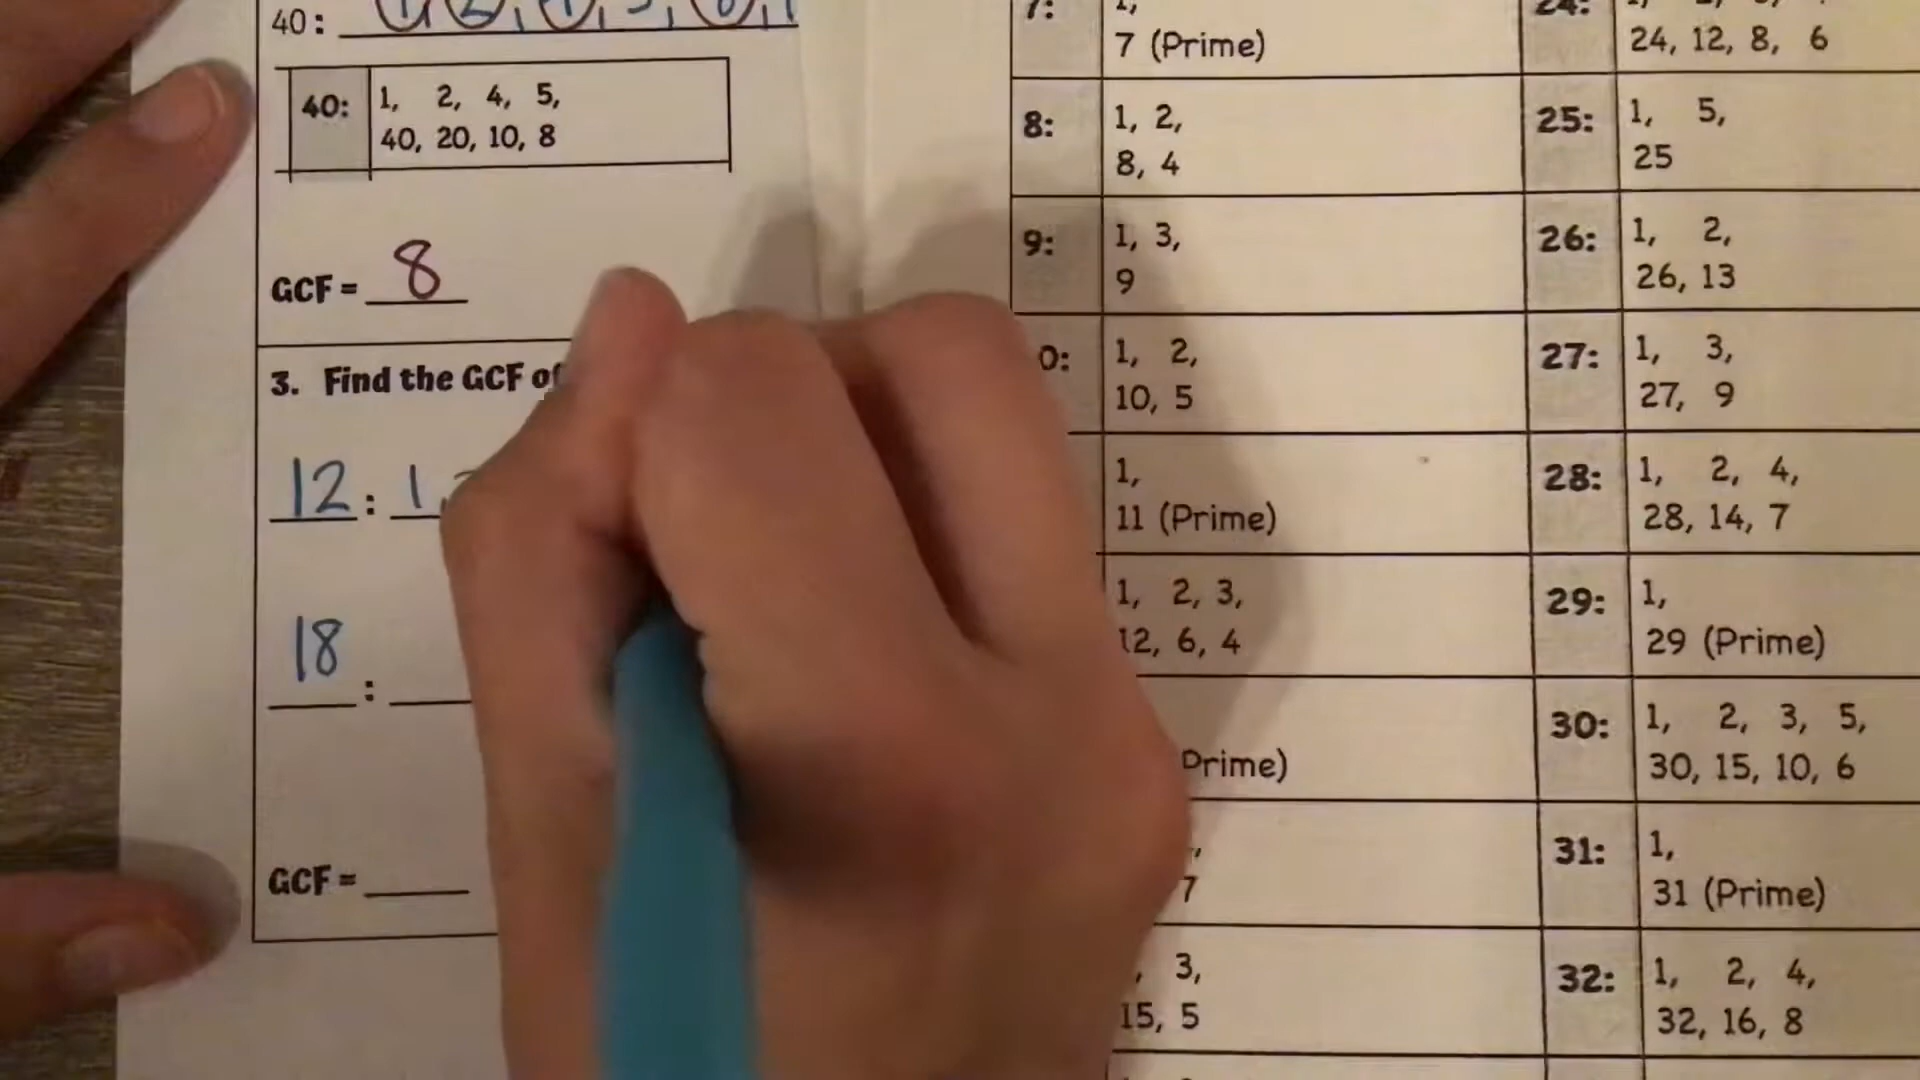 40:
40: 1, 2, 4, 5,
40, 20, 10, 8
GCF = 8
3. Find the GCF of
12: 1,
18:
GCF =
7: 1,
7 (Prime)
8: 1, 2,
8, 4
9: 1, 3,
9
0: 1, 2,
10, 5
1,
11 (Prime)
1, 2, 3,
12, 6, 4
Prime)
7
3,
15, 5
24:
24, 12, 8, 6
25: 1, 5,
25
26: 1, 2,
26, 13
27: 1, 3,
27, 9
28: 1, 2, 4,
28, 14, 7
29: 1,
29 (Prime)
30: 1, 2, 3, 5,
30, 15, 10, 6
31: 1,
31 (Prime)
32: 1, 2, 4,
32, 16, 8